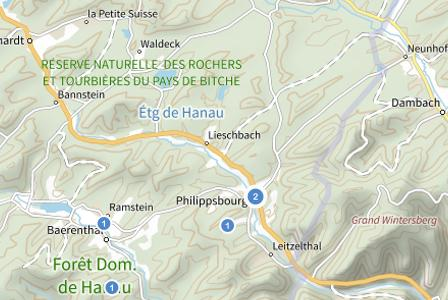 la Petite Suisse
Waldeck
RÉSERVE NATURELLE DES ROCHERS
ET TOURBIÈRES DU PAYS DE BITCHE
Neunhof
Bannstein
Dambach
Étg de Hanau
Lieschbach
Philippsbourg
2
Ramstein
1
1
Baerenthal
Grand Wintersberg
Leitzelthal
Forêt Dom.
de Hanau
1